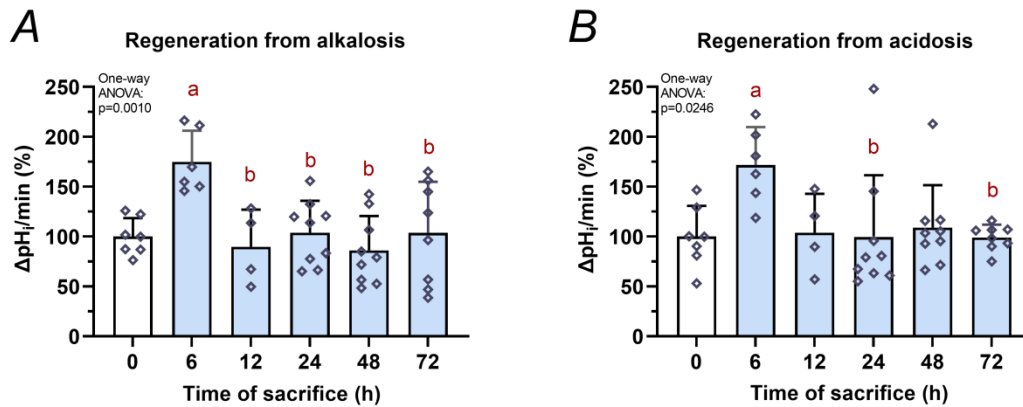 A
Regeneration from alkalosis
One-way
ANOVA:
p=0.0010
ΔpHi/min (%)
250
200
150
100
50
0
a
b
b
b
b
0 6 12 24 48 72
Time of sacrifice (h)
B
Regeneration from acidosis
One-way
ANOVA:
p=0.0246
ΔpHi/min (%)
250
200
150
100
50
0
a
b
b
0 6 12 24 48 72
Time of sacrifice (h)